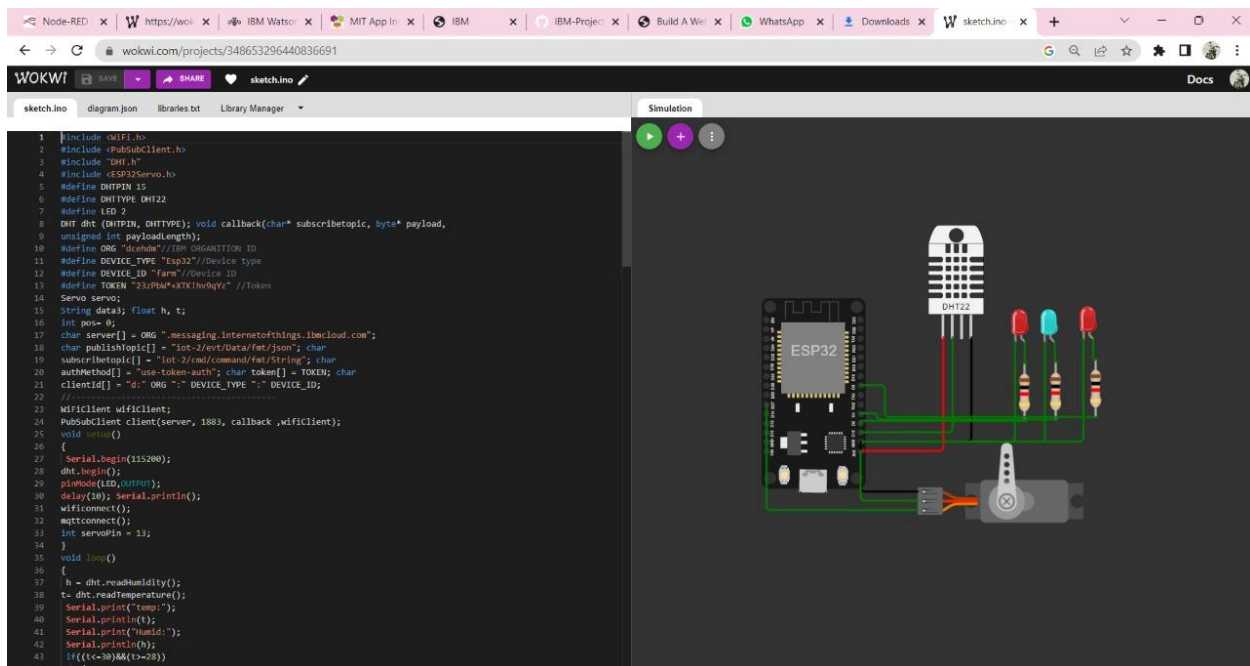 Node-RED
https://wok
IBM Watson
MIT App In
IBM
IBM-Project
Build A We
WhatsApp
Downloads
sketch.ino
wokwi.com/projects/348653296440836691
WOKWI
SAVE
SHARE
sketch.ino
Docs
sketch.ino
diagram.json
libraries.txt
Library Manager
Simulation
1 #include <WiFi.h>
2 #include <PubSubClient.h>
3 #include "DHT.h"
4 #include <ESP32Servo.h>
5 #define DHTPIN 15
6 #define DHTTYPE DHT22
7 #define LED 2
8 DHT dht (DHTPIN, DHTTYPE); void callback(char* subscribetopic, byte* payload,
9 unsigned int payloadLength);
10 #define ORG "dcehdm"//IBM ORGANITTION ID
11 #define DEVICE_TYPE "Esp32"//Device type
12 #define DEVICE_ID "farm"//Device ID
13 #define TOKEN "23zPbW*+XTK!hv9qYz" //Token
14 Servo servo;
15 String data3; float h, t;
16 int pos= 0;
17 char server[] = ORG ".messaging.internetofthings.ibmcloud.com";
18 char publishTopic[] = "iot-2/evt/Data/fmt/json"; char
19 subscribetopic[] = "iot-2/cmd/command/fmt/String"; char
20 authMethod[] = "use-token-auth"; char token[] = TOKEN; char
21 clientId[] = "d:" ORG ":" DEVICE_TYPE ":" DEVICE_ID;
22 //-----------------------------------------
23 WiFiClient wifiClient;
24 PubSubClient client(server, 1883, callback ,wifiClient);
25 void setup()
26 {
27 Serial.begin(115200);
28 dht.begin();
29 pinMode(LED,OUTPUT);
30 delay(10); Serial.println();
31 wificonnect();
32 mqttconnect();
33 int servoPin = 13;
34 }
35 void loop()
36 {
37 h = dht.readHumidity();
38 t= dht.readTemperature();
39 Serial.print("temp:");
40 Serial.println(t);
41 Serial.print("Humid:");
42 Serial.println(h);
43 if((t<=30)&&(t>=28))
DHT22
ESP32